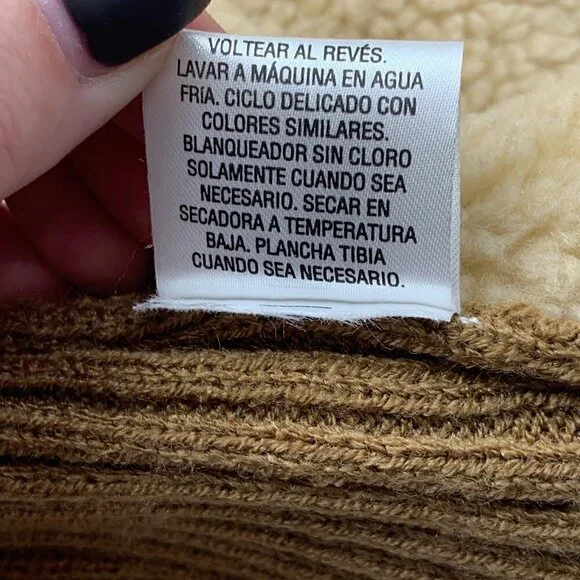 VOLTEAR AL REVÉS.
LAVAR A MÁQUINA EN AGUA
FRÍA. CICLO DELICADO CON
COLORES SIMILARES.
BLANQUEADOR SIN CLORO
SOLAMENTE CUANDO SEA
NECESARIO. SECAR EN
SECADORA A TEMPERATURA
BAJA. PLANCHA TIBIA
CUANDO SEA NECESARIO.